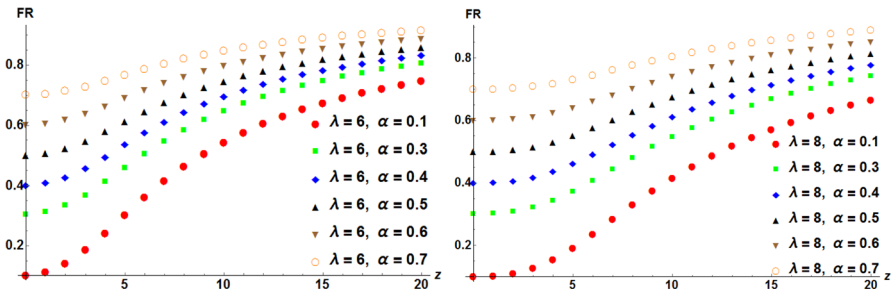 FR
0.8
0.6
0.4
0.2
5
10
15
20
z
λ = 6, α = 0.1
λ = 6, α = 0.3
λ = 6, α = 0.4
λ = 6, α = 0.5
λ = 6, α = 0.6
λ = 6, α = 0.7
FR
0.8
0.6
0.4
0.2
5
10
15
20
z
λ = 8, α = 0.1
λ = 8, α = 0.3
λ = 8, α = 0.4
λ = 8, α = 0.5
λ = 8, α = 0.6
λ = 8, α = 0.7